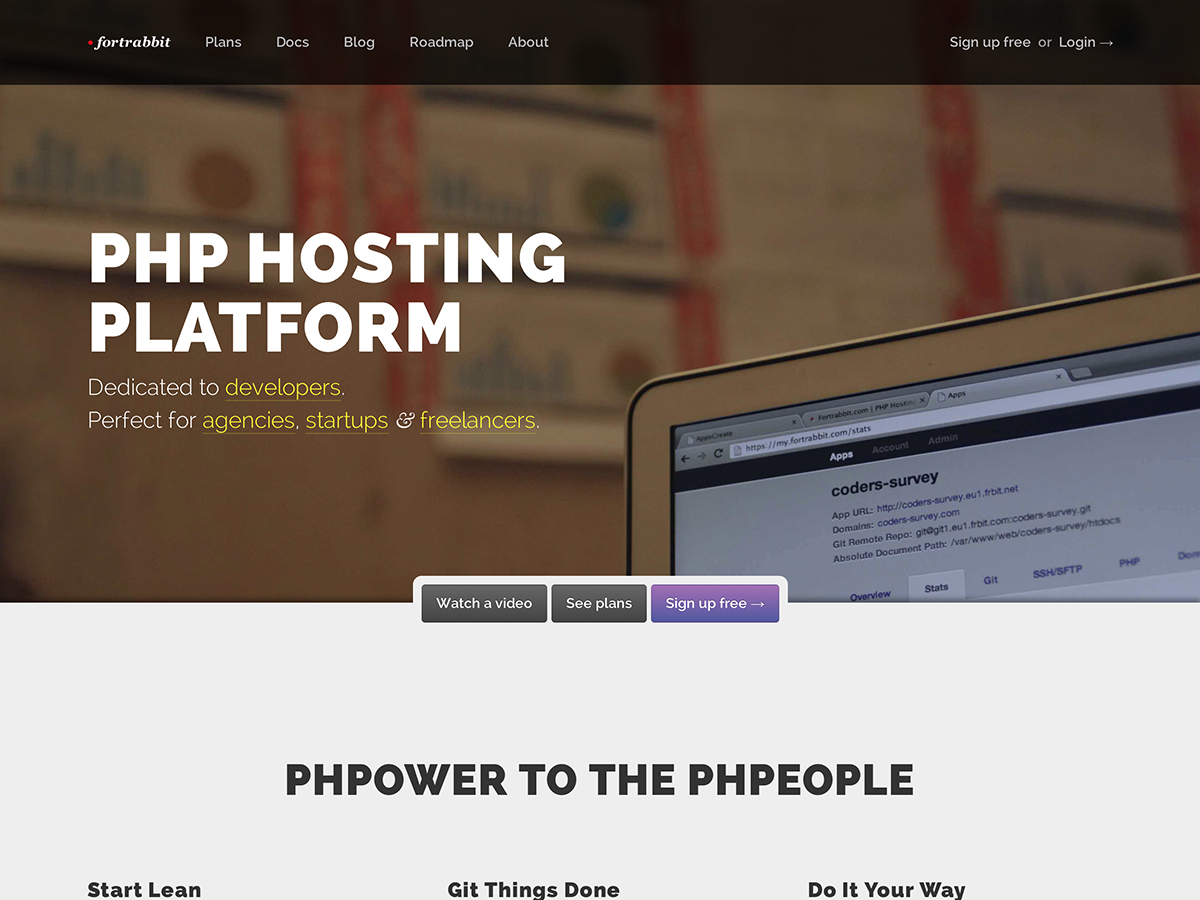 fortrabbit Plans Docs Blog Roadmap About Sign up free or Login →
PHP HOSTING
PLATFORM
Dedicated to developers.
Perfect for agencies, startups & freelancers.
AppsCreate
Fortrabbit.com | PHP Hosting
Apps
https://my.fortrabbit.com/stats
Apps Account Admin
coders-survey
App URL: http://coders-survey.eu1.frbit.net
Domains: coders-survey.com
Git Remote Repo: git@git1.eu1.frbit.com:coders-survey.git
Absolute Document Path: /var/www/web/coders-survey/htdocs
Overview Stats Git SSH/SFTP PHP
Watch a video See plans Sign up free →
PHPOWER TO THE PHPEOPLE
Start Lean Git Things Done Do It Your Way